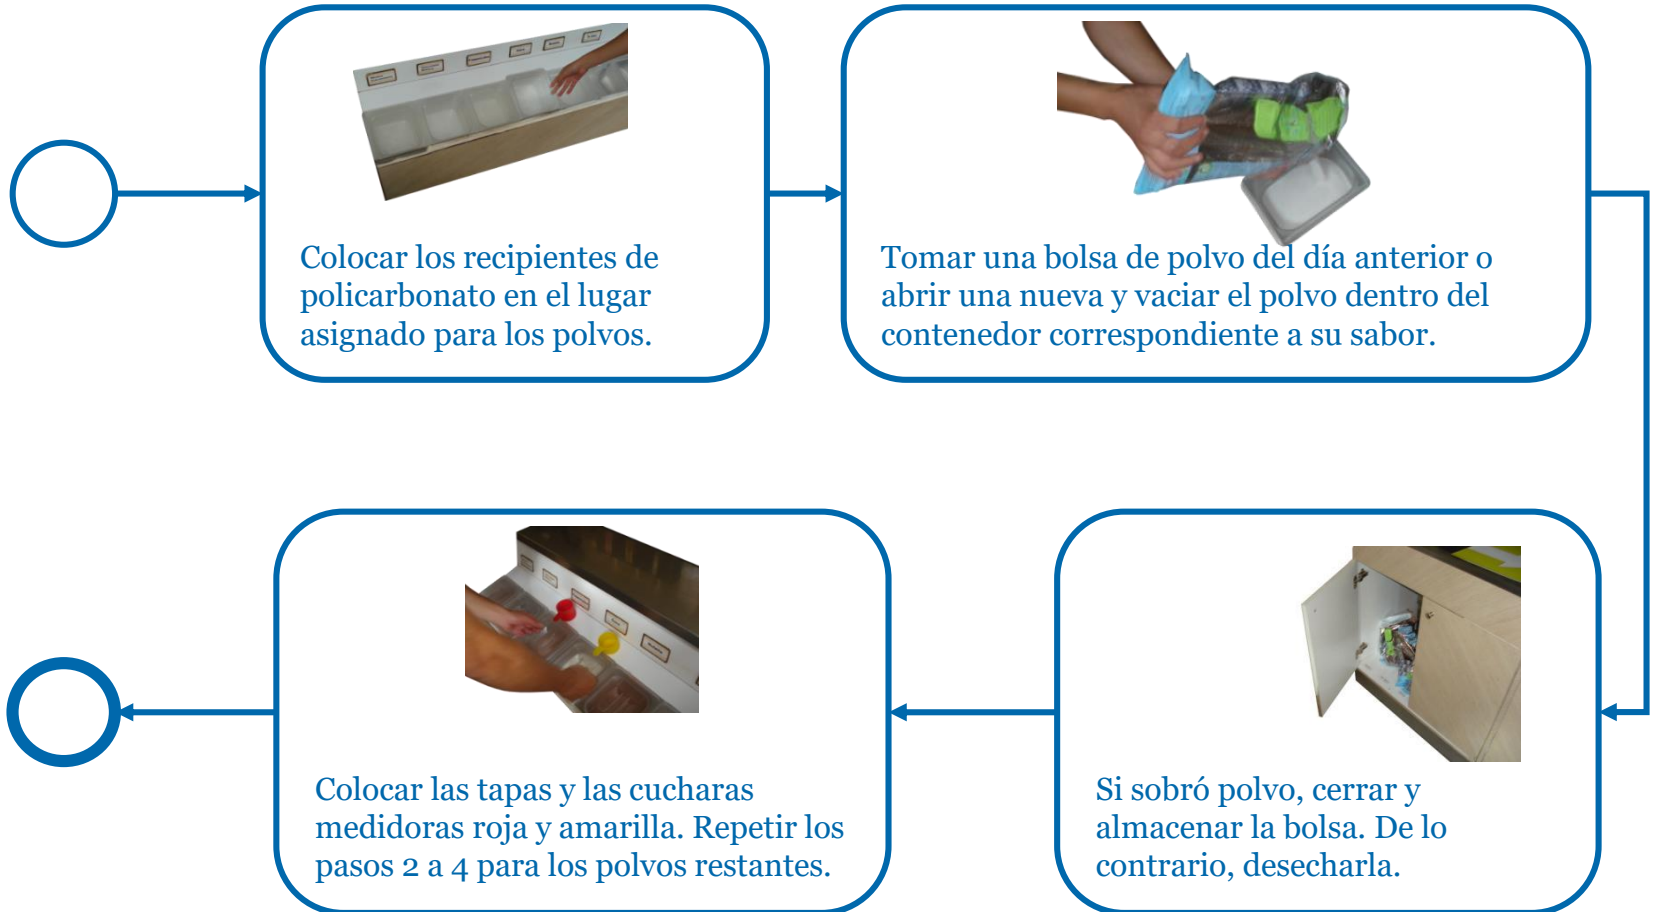 Colocar los recipientes de
policarbonato en el lugar
asignado para los polvos.
Tomar una bolsa de polvo del día anterior o
abrir una nueva y vaciar el polvo dentro del
contenedor correspondiente a su sabor.
Si sobró polvo, cerrar y
almacenar la bolsa. De lo
contrario, desecharla.
Colocar las tapas y las cucharas
medidoras roja y amarilla. Repetir los
pasos 2 a 4 para los polvos restantes.